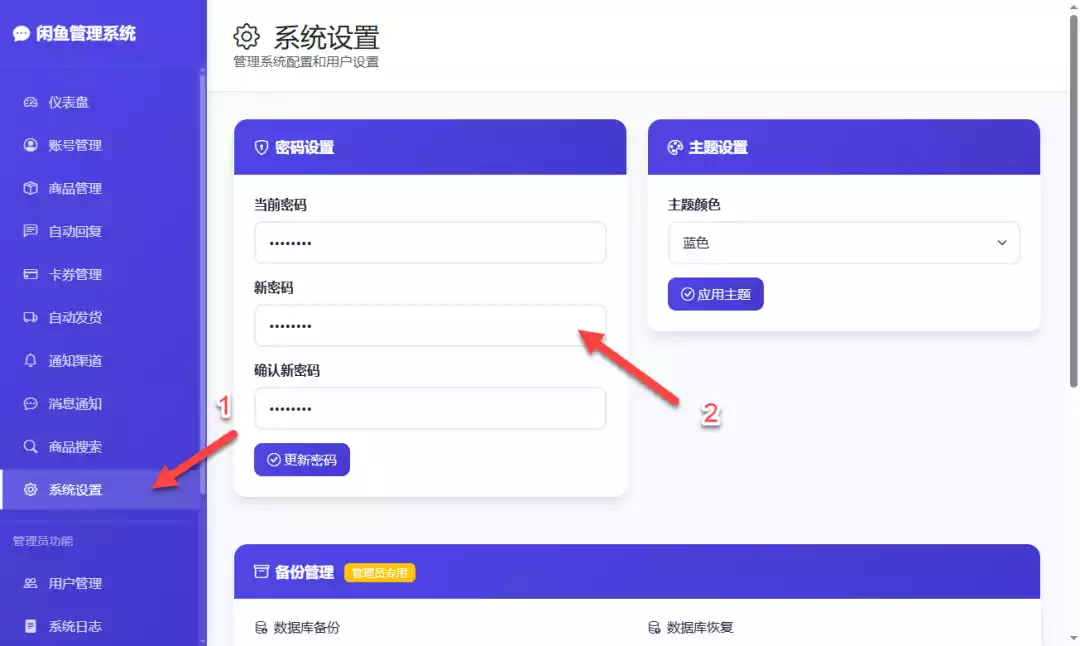 闲鱼管理系统
仪表盘
账号管理
商品管理
自动回复
卡券管理
自动发货
通知渠道
消息通知
商品搜索
系统设置
管理员功能
用户管理
系统日志
系统设置
管理系统配置和用户设置
密码设置
当前密码
••••••••
新密码
••••••••
确认新密码
••••••••
更新密码
主题设置
主题颜色
蓝色
应用主题
1
2
备份管理 管理员专用
数据库备份
数据库恢复